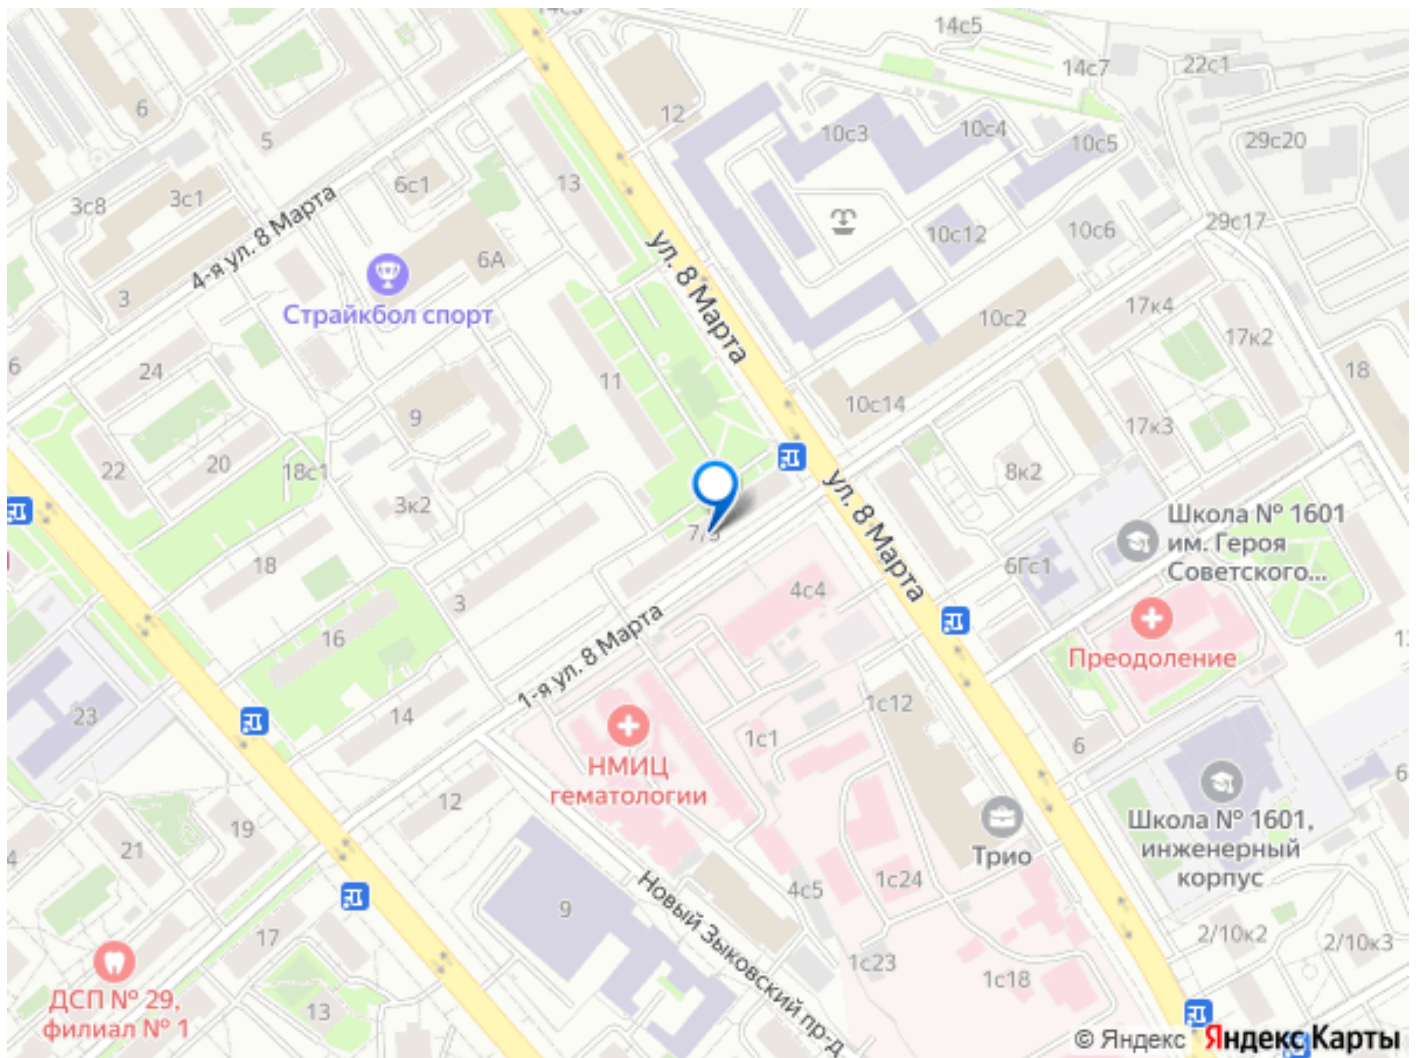 14с5
14с7
22с1
12
6
5
10с3
10с4
10с5
29с20
3с8
3с1
6с1
13
10с12
10с6
29с17
4-я ул. 8 Марта
ул. 8 Марта
6А
3
Страйкбол спорт
10с2
17к4
17к2
24
11
18
9
10с14
17к3
22
20
18с1
3к2
8к2
ул. 8 Марта
Школа № 1601
им. Героя
Советского...
18
3
4с4
6Гс1
16
1-я ул. 8 Марта
Преодоление
23
14
1с12
1с1
6
НМИЦ
гематологии
12
19
21
Школа № 1601,
инженерный
корпус
Трио
4с5
1с24
9
Новый Зыковский пр-д
17
2/10к2
2/10к3
1с23
1с18
ДСП № 29,
филиал № 1
13
© Яндекс Яндекс Карты